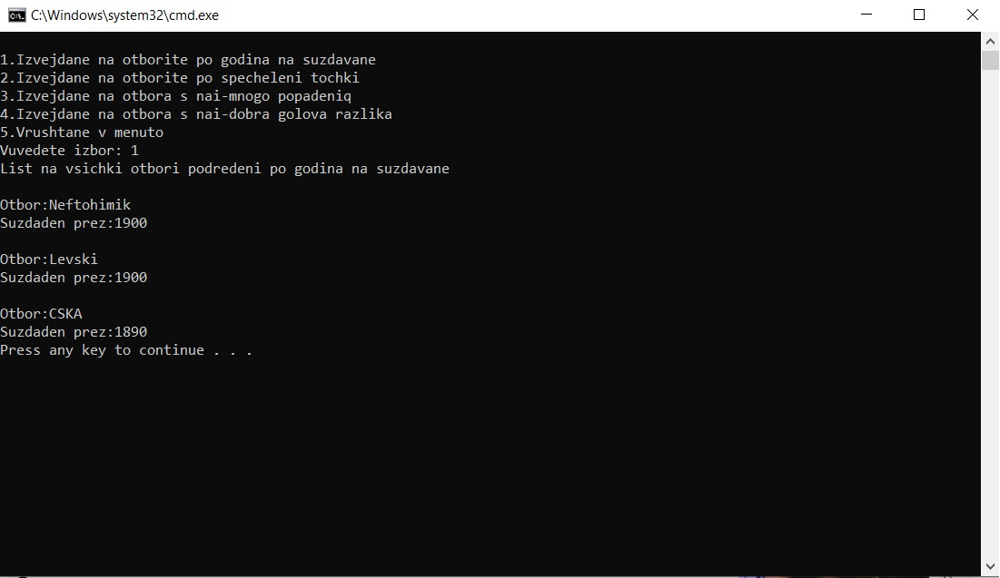 C:\Windows\system32\cmd.exe
1.Izvejdane na otborite po godina na suzdavane
2.Izvejdane na otborite po specheleni tochki
3.Izvejdane na otbora s nai-mnogo popadeniq
4.Izvejdane na otbora s nai-dobra golova razlika
5.Vrushtane v menuto
Vuvedete izbor: 1
List na vsichki otbori podredeni po godina na suzdavane
Otbor:Neftohimik
Suzdaden prez:1900
Otbor:Levski
Suzdaden prez:1900
Otbor:CSKA
Suzdaden prez:1890
Press any key to continue . . .